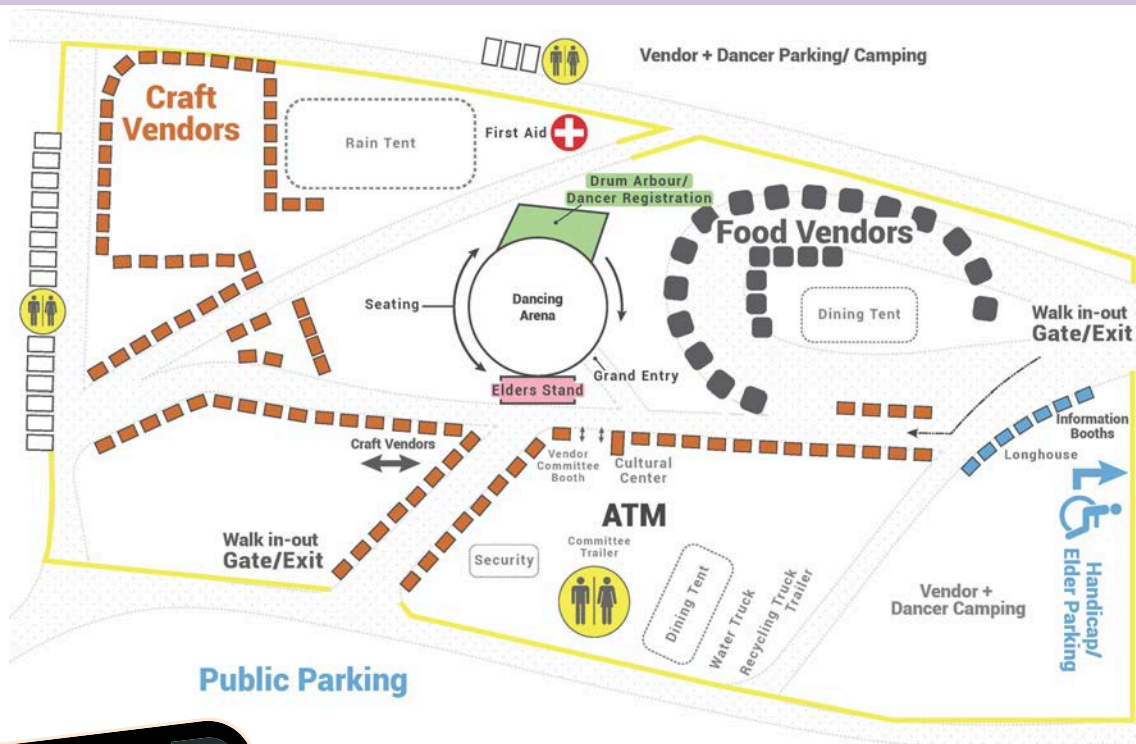 Vendor + Dancer Parking/ Camping
Craft
Vendors
Rain Tent
First Aid
Drum Arbour/
Dancer Registration
Food Vendors
Seating
Dancing
Arena
Dining Tent
Walk in-out
Gate/Exit
Grand Entry
Elders Stand
Information
Booths
Longhouse
Craft Vendors
Vendor
Committee
Booth
Cultural
Center
ATM
Walk in-out
Gate/Exit
Security
Committee
Trailer
Dining Tent
Water Truck
Recycling Truck
Trailer
Vendor +
Dancer Camping
Handicap/
Elder Parking
Public Parking